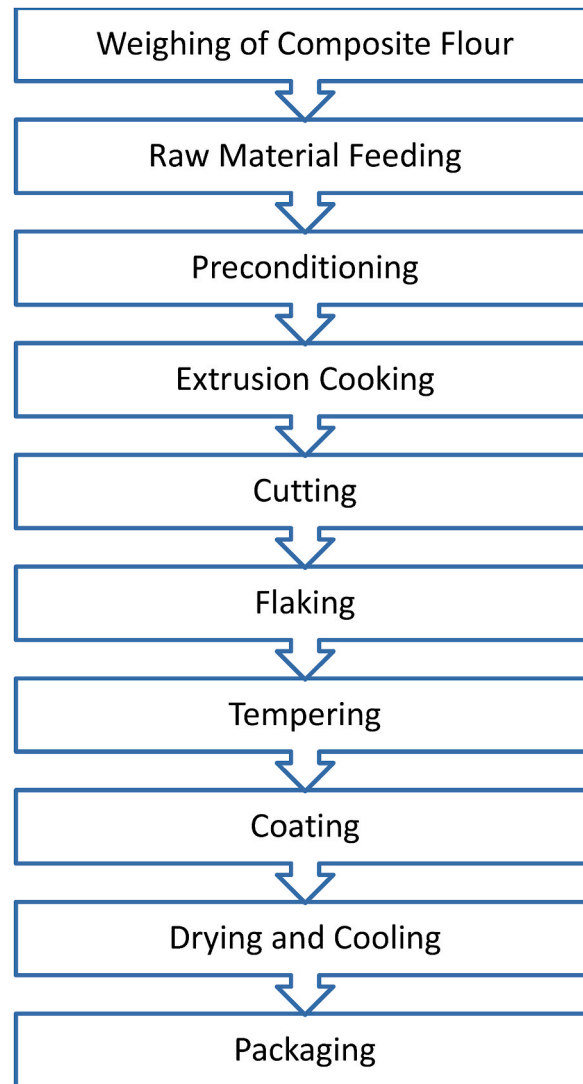 Weighing of Composite Flour
Raw Material Feeding
Preconditioning
Extrusion Cooking
Cutting
Flaking
Tempering
Coating
Drying and Cooling
Packaging